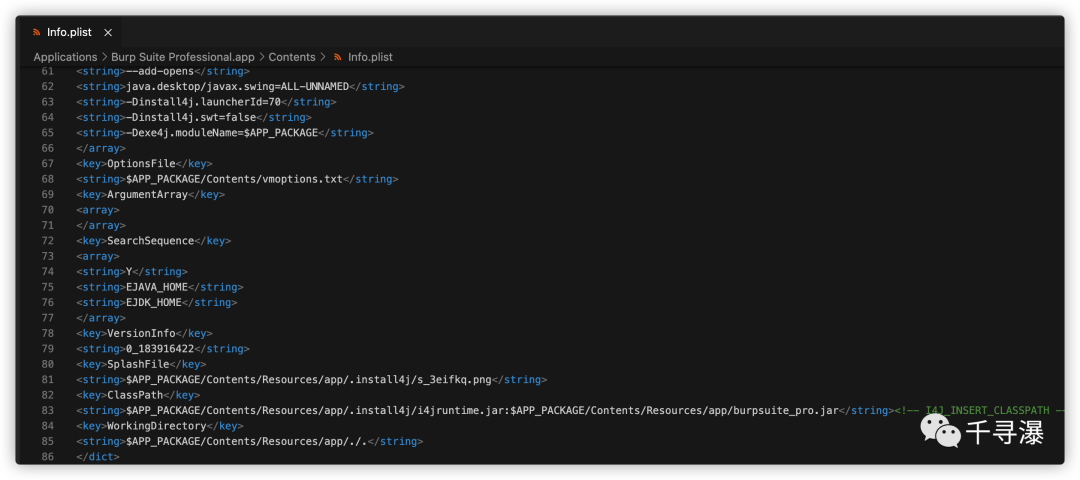 Info.plist
Applications > Burp Suite Professional.app > Contents > Info.plist
61 <string>--add-opens</string>
62 <string>java.desktop/javax.swing=ALL-UNNAMED</string>
63 <string>-Dinstall4j.launcherId=70</string>
64 <string>-Dinstall4j.swt=false</string>
65 <string>-Dexe4j.moduleName=$APP_PACKAGE</string>
66 </array>
67 <key>OptionsFile</key>
68 <string>$APP_PACKAGE/Contents/vmoptions.txt</string>
69 <key>ArgumentArray</key>
70 <array>
71 </array>
72 <key>SearchSequence</key>
73 <array>
74 <string>Y</string>
75 <string>EJAVA_HOME</string>
76 <string>EJDK_HOME</string>
77 </array>
78 <key>VersionInfo</key>
79 <string>0_183916422</string>
80 <key>SplashFile</key>
81 <string>$APP_PACKAGE/Contents/Resources/app/.install4j/s_3eifkq.png</string>
82 <key>ClassPath</key>
83 <string>$APP_PACKAGE/Contents/Resources/app/.install4j/i4jruntime.jar:$APP_PACKAGE/Contents/Resources/app/burpsuite_pro.jar</string><!-- I4J_INSERT_CLASSPATH --
84 <key>WorkingDirectory</key>
85 <string>$APP_PACKAGE/Contents/Resources/app/./.</string>
86 </dict>
千寻瀑